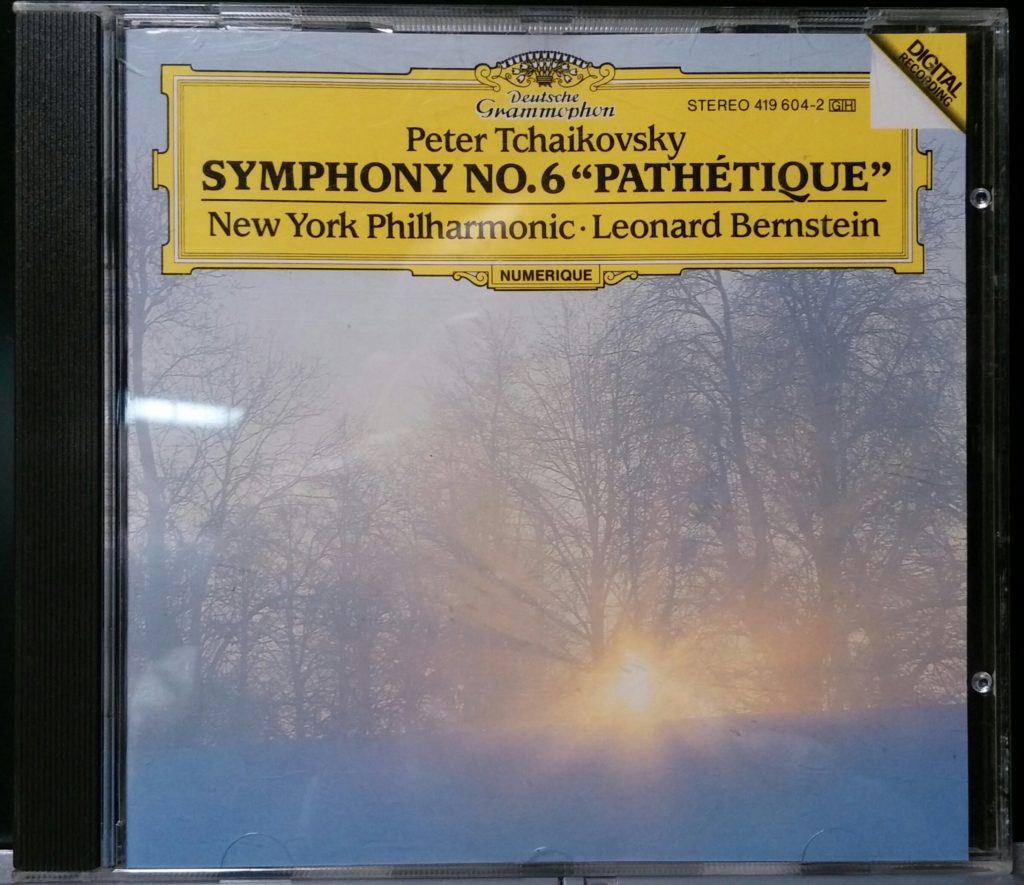 Deutsche
Grammophon
STEREO 419 604-2 GH
DIGITAL
RECORDING
Peter Tchaikovsky
SYMPHONY NO.6 “PATHÉTIQUE”
New York Philharmonic · Leonard Bernstein
NUMERIQUE